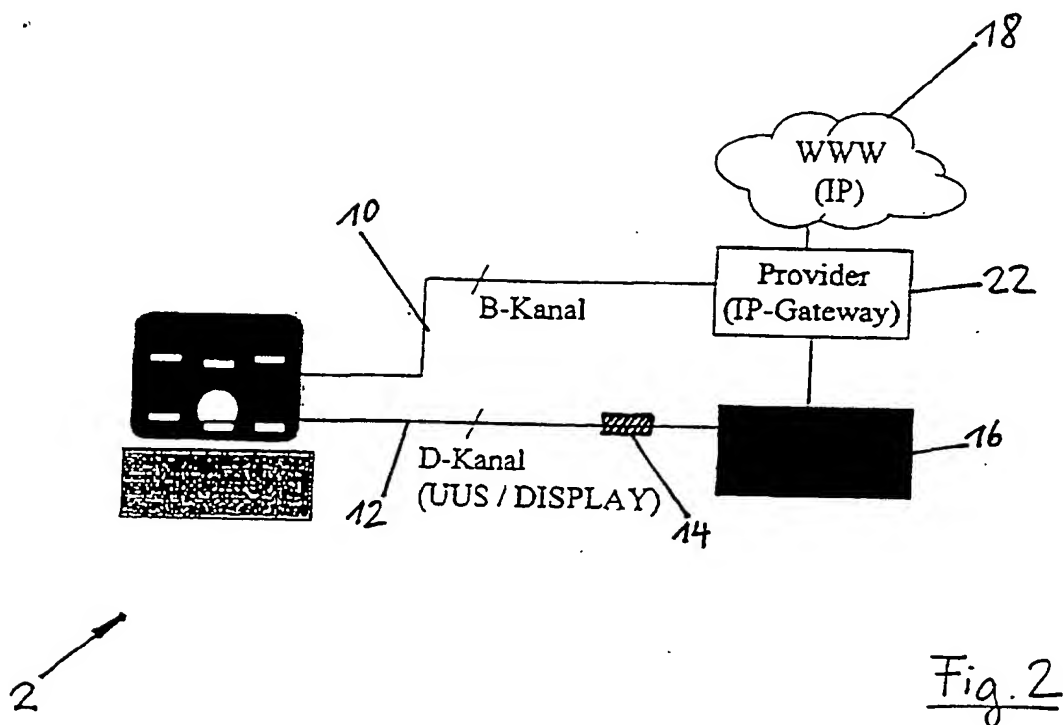 18
WWW
(IP)
10
Provider
(IP-Gateway)
22
B-Kanal
D-Kanal
(UUS / DISPLAY)
12
14
16
2
Fig. 2